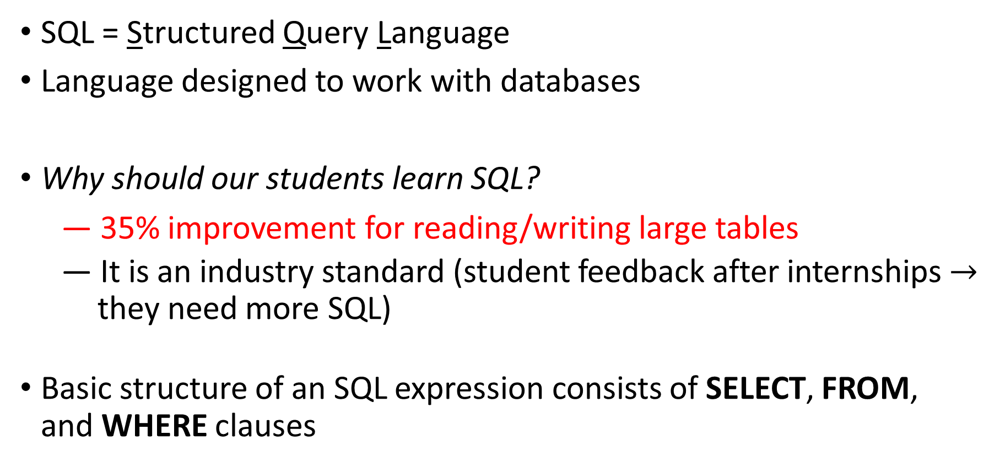 • SQL = Structured Query Language
• Language designed to work with databases
• Why should our students learn SQL?
— 35% improvement for reading/writing large tables
— It is an industry standard (student feedback after internships →
they need more SQL)
• Basic structure of an SQL expression consists of SELECT, FROM,
and WHERE clauses